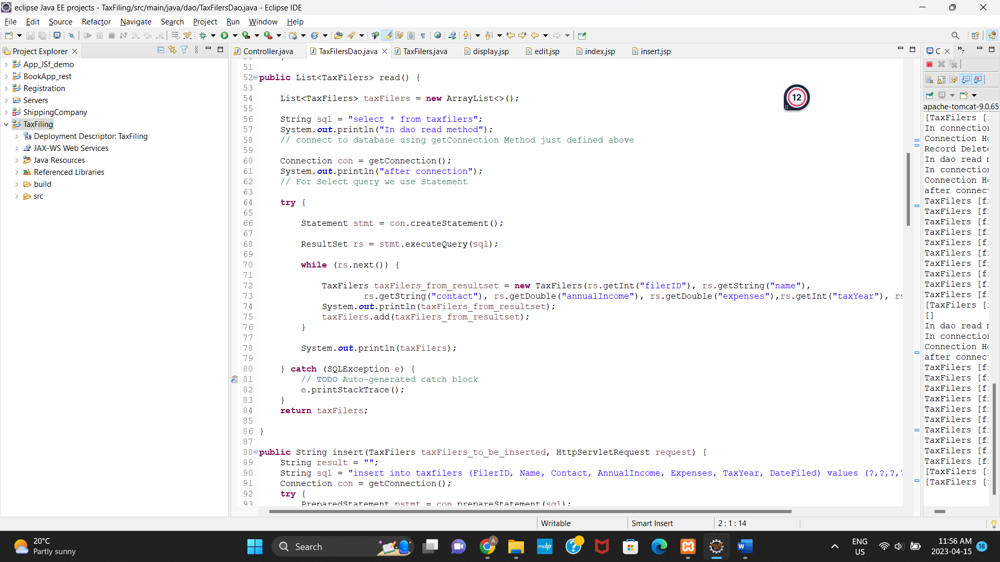 eclipse Java EE projects - TaxFiling/src/main/java/dao/TaxFilersDao.java - Eclipse IDE
File Edit Source Refactor Navigate Search Project Run Window Help
Project Explorer
App_JSf_demo
BookApp_rest
Registration
Servers
ShippingCompany
TaxFiling
Deployment Descriptor: TaxFiling
JAX-WS Web Services
Java Resources
Referenced Libraries
build
src
Controller.java TaxFilersDao.java TaxFilers.java display.jsp edit.jsp index.jsp insert.jsp
51
52 public List<TaxFilers> read() {
53
54 List<TaxFilers> taxFilers = new ArrayList<>();
55
56 String sql = "select * from taxfilers";
57 System.out.println("In dao read method");
58 // connect to database using getConnection Method just defined above
59
60 Connection con = getConnection();
61 System.out.println("after connection");
62 // For Select query we use Statement
63
64 try {
65
66 Statement stmt = con.createStatement();
67
68 ResultSet rs = stmt.executeQuery(sql);
69
70 while (rs.next()) {
71
72 TaxFilers taxFilers_from_resultset = new TaxFilers(rs.getInt("filerID"), rs.getString("name"),
73 rs.getString("contact"), rs.getDouble("annualIncome"), rs.getDouble("expenses"),rs.getInt("taxYear"), rs
74 System.out.println(taxFilers_from_resultset);
75 taxFilers.add(taxFilers_from_resultset);
76 }
77
78 System.out.println(taxFilers);
79
80 } catch (SQLException e) {
81 // TODO Auto-generated catch block
82 e.printStackTrace();
83 }
84 return taxFilers;
85
86 }
87
88 public String insert(TaxFilers taxFilers_to_be_inserted, HttpServletRequest request) {
89 String result = "";
90 String sql = "insert into taxfilers (FilerID, Name, Contact, AnnualIncome, Expenses, TaxYear, DateFiled) values (?,?,?,?
91 Connection con = getConnection();
92 try {
93 PreparedStatement pstmt = con.prepareStatement(sql);
12
C
7
apache-tomcat-9.0.65
[TaxFilers [
In connection
Connection
Record Delete
In dao read
In connection
Connection
after connect
TaxFilers [f
TaxFilers [f
TaxFilers [f
TaxFilers [f
TaxFilers [f
TaxFilers [f
TaxFilers [f
TaxFilers [f
TaxFilers [f
TaxFilers [f
[TaxFilers [
[]
In dao read
In connection
Connection
after connect
TaxFilers [f
TaxFilers [f
TaxFilers [f
TaxFilers [f
TaxFilers [f
TaxFilers [f
TaxFilers [f
TaxFilers [f
TaxFilers [f
TaxFilers [f
[TaxFilers [
[TaxFilers [
Writable Smart Insert 2 : 1 : 14
20°C
Partly sunny
Search
myhp
ENG
US
11:56 AM
2023-04-15
18